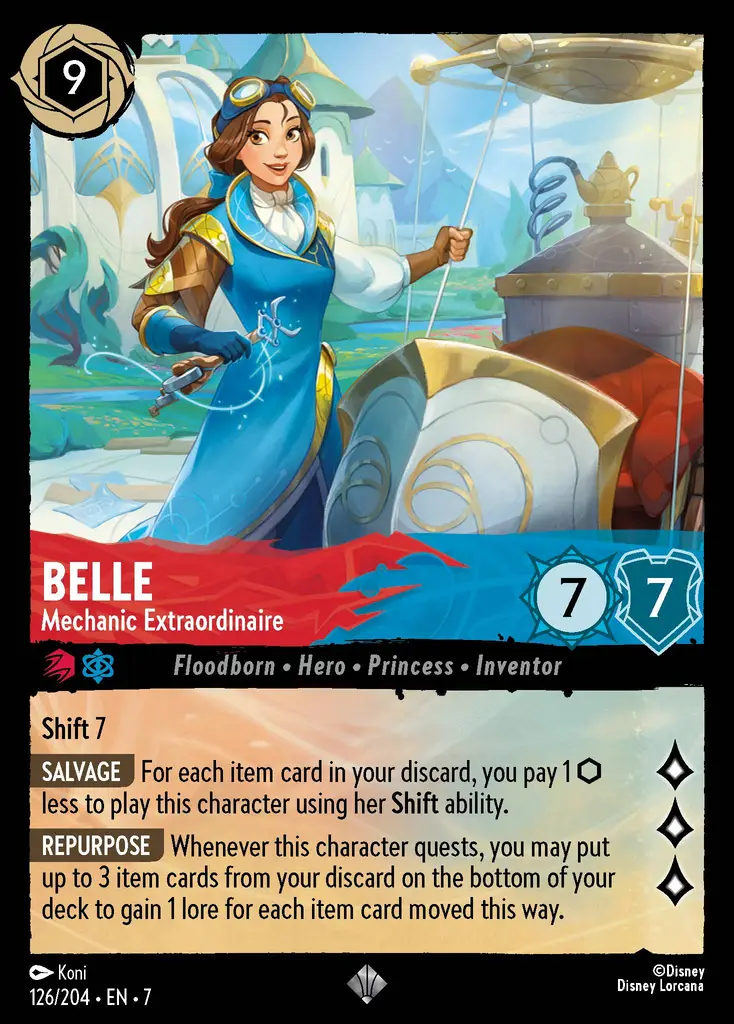 9
BELLE
Mechanic Extraordinaire
7
7
Floodborn • Hero • Princess • Inventor
Shift 7
SALVAGE For each item card in your discard, you pay 1 ⬡
less to play this character using her Shift ability.
REPURPOSE Whenever this character quests, you may put
up to 3 item cards from your discard on the bottom of your
deck to gain 1 lore for each item card moved this way.
Koni
126/204 • EN • 7
©Disney
Disney Lorcana